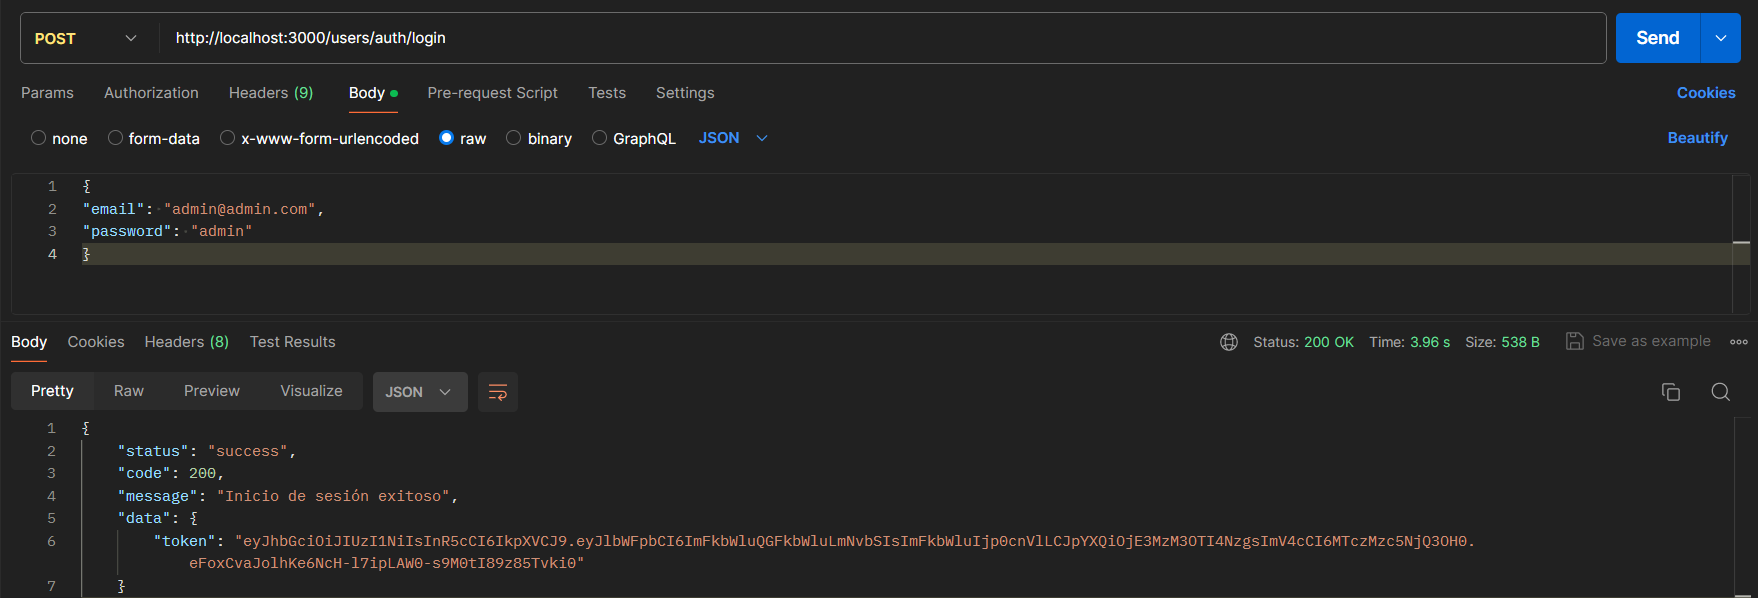 POST http://localhost:3000/users/auth/login Send
Params Authorization Headers (9) Body Pre-request Script Tests Settings Cookies
none form-data x-www-form-urlencoded raw binary GraphQL JSON Beautify
1 {
2 "email": "admin@admin.com",
3 "password": "admin"
4 }
Body Cookies Headers (8) Test Results Status: 200 OK Time: 3.96 s Size: 538 B Save as example
Pretty Raw Preview Visualize JSON
1 {
2 "status": "success",
3 "code": 200,
4 "message": "Inicio de sesión exitoso",
5 "data": {
6 "token": "eyJhbGciOiJIUzI1NiIsInR5cCI6IkpXVCJ9.eyJlbWFpbCI6ImFkbWluQGFkbWluLmNvbSIsImFkbWluIjp0cnVlLCJpYXQiOjE3MzM3OTI4NzgsImV4cCI6MTczMzc5NjQ3OH0.
eFoxCvaJolhKe6NcH-l7ipLAW0-s9M0tI89z85Tvki0"
7 }